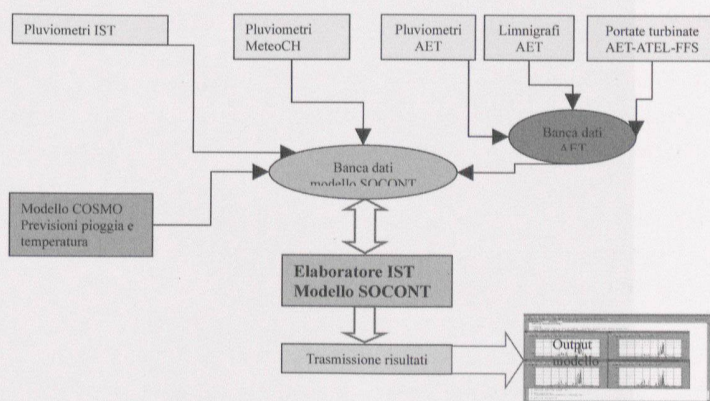 Pluviometri IST
Pluviometri
MeteoCH
Pluviometri
AET
Limnigrafi
AET
Portate turbinate
AET-ATEL-FFS
Banca dati
AET
Banca dati
modello SOCONT
Modello COSMO
Previsioni pioggia e
temperatura
Elaboratore IST
Modello SOCONT
Trasmissione risultati
Output
modello